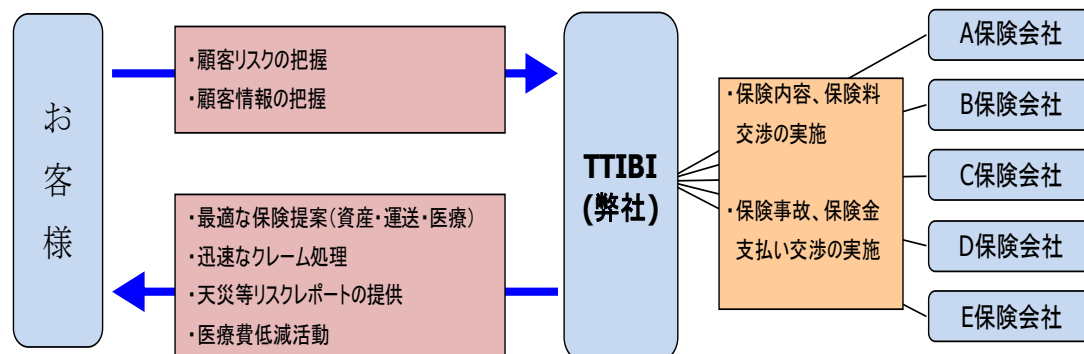 お客様
・顧客リスクの把握
・顧客情報の把握
・最適な保険提案(資産・運送・医療)
・迅速なクレーム処理
・天災等リスクレポートの提供
・医療費低減活動
TTIBI
(弊社)
・保険内容、保険料
交渉の実施
・保険事故、保険金
支払い交渉の実施
A保険会社
B保険会社
C保険会社
D保険会社
E保険会社